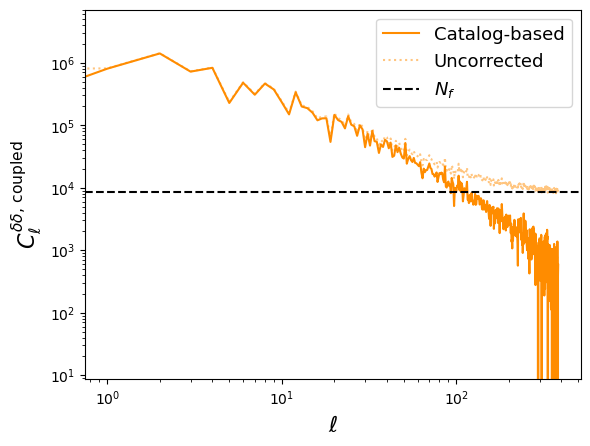 Catalog-based
Uncorrected
N_f
10^6
10^5
10^4
10^3
10^2
10^1
C_ℓ^{δδ}, coupled
10^0 10^1 10^2
ℓ